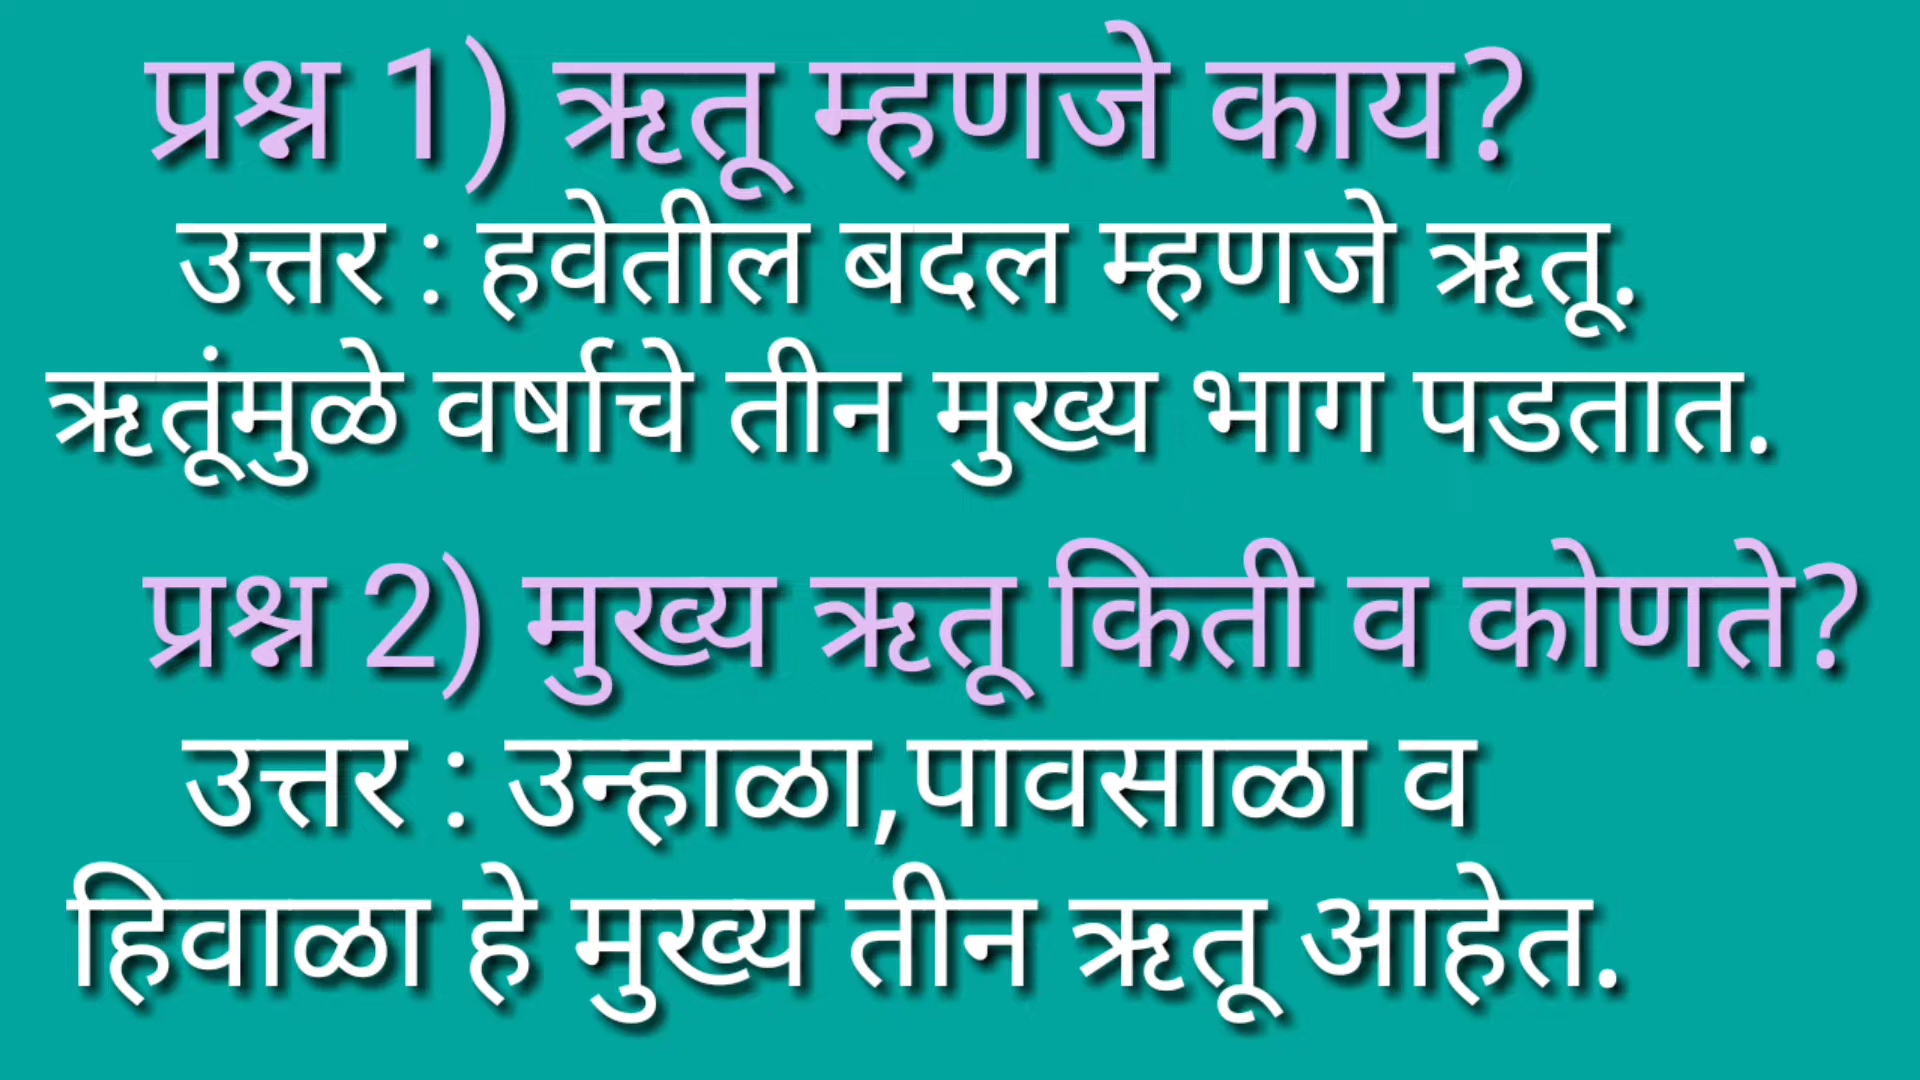 प्रश्न 1) ऋतू म्हणजे काय?
उत्तर : हवेतील बदल म्हणजे ऋतू.
ऋतूंमुळे वर्षाचे तीन मुख्य भाग पडतात.
प्रश्न 2) मुख्य ऋतू किती व कोणते?
उत्तर : उन्हाळा,पावसाळा व
हिवाळा हे मुख्य तीन ऋतू आहेत.